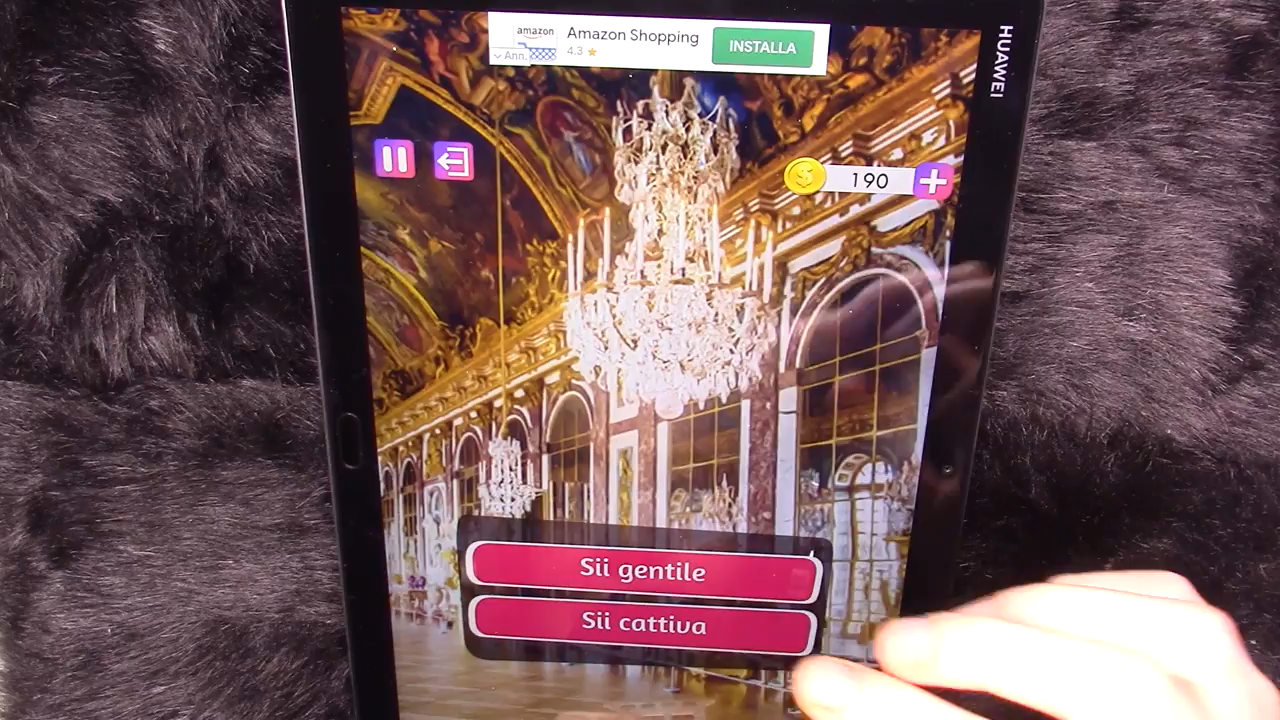 amazon
Amazon Shopping
4.3 ★
INSTALLA
Ann.
HUAWEI
190
Sii gentile
Sii cattiva